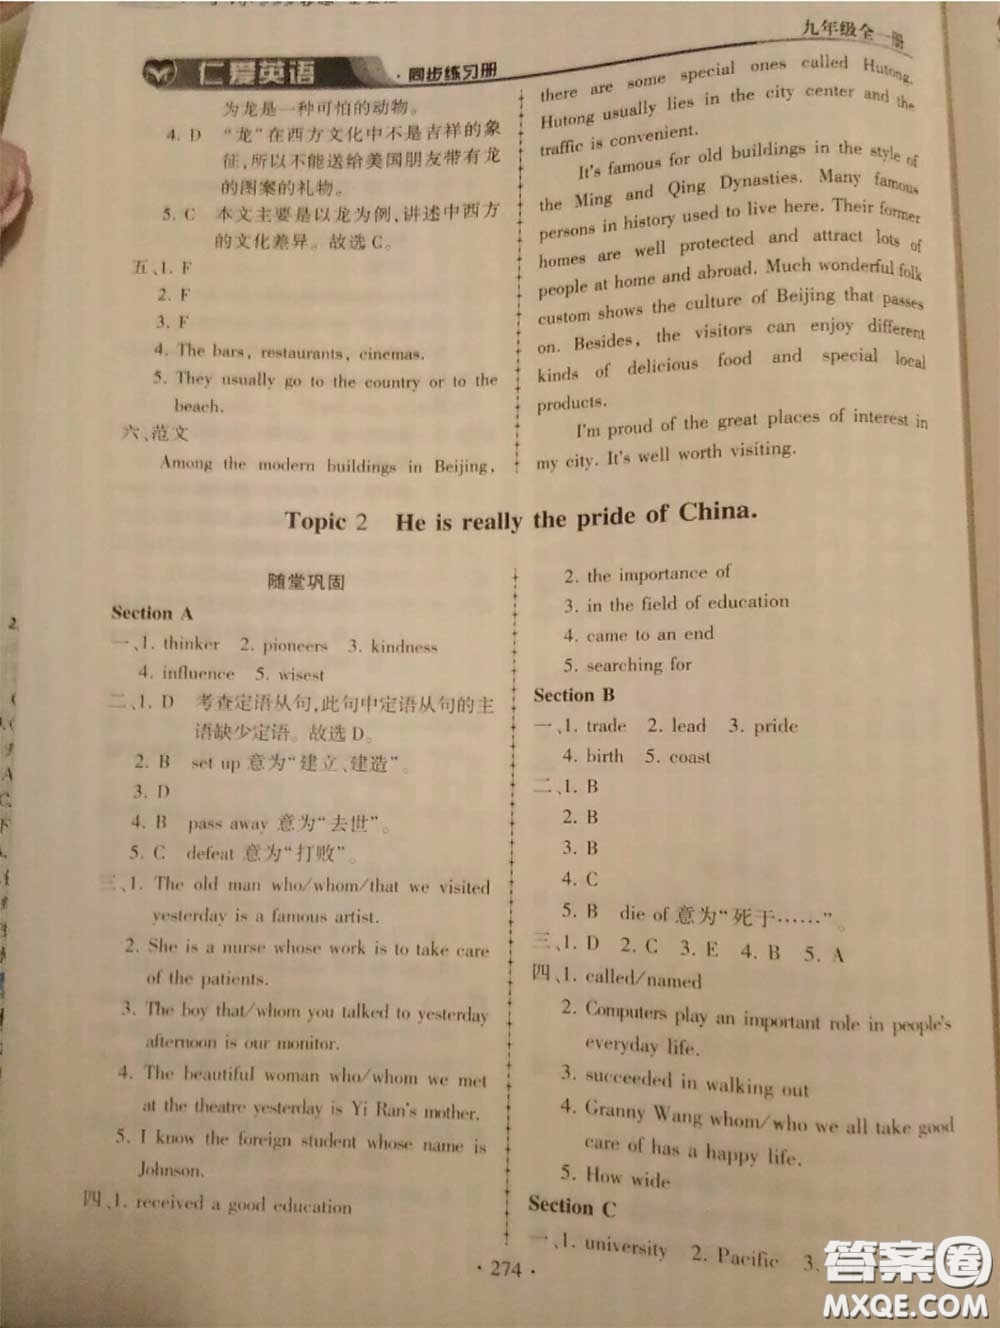 九年级全一册
仁爱英语 ·同步练习册
为龙是一种可怕的动物。
4. D “龙”在西方文化中不是吉祥的象
征,所以不能送给美国朋友带有龙
的图案的礼物。
5. C 本文主要是以龙为例,讲述中西方
的文化差异。故选C。
五、1. F
2. F
3. F
4. The bars, restaurants, cinemas.
5. They usually go to the country or to the
beach.
六、范文
Among the modern buildings in Beijing,
there are some special ones called Hutong.
Hutong usually lies in the city center and the
traffic is convenient.
It's famous for old buildings in the style of
the Ming and Qing Dynasties. Many famous
persons in history used to live here. Their former
homes are well protected and attract lots of
people at home and abroad. Much wonderful folk
custom shows the culture of Beijing that passes
on. Besides, the visitors can enjoy different
kinds of delicious food and special local
products.
I'm proud of the great places of interest in
my city. It's well worth visiting.
Topic 2 He is really the pride of China.
随堂巩固
Section A
一、1. thinker 2. pioneers 3. kindness
4. influence 5. wisest
二、1. D 考查定语从句,此句中定语从句的主
语缺少定语。故选D。
2. B set up 意为“建立、建造”。
3. D
4. B pass away 意为“去世”。
5. C defeat 意为“打败”。
三、1. The old man who/whom/that we visited
yesterday is a famous artist.
2. She is a nurse whose work is to take care
of the patients.
3. The boy that/whom you talked to yesterday
afternoon is our monitor.
4. The beautiful woman who/whom we met
at the theatre yesterday is Yi Ran's mother.
5. I know the foreign student whose name is
Johnson.
四、1. received a good education
2. the importance of
3. in the field of education
4. came to an end
5. searching for
Section B
一、1. trade 2. lead 3. pride
4. birth 5. coast
二、1. B
2. B
3. B
4. C
5. B die of 意为“死于……”。
三、1. D 2. C 3. E 4. B 5. A
四、1. called/named
2. Computers play an important role in people's
everyday life.
3. succeeded in walking out
4. Granny Wang whom/who we all take good
care of has a happy life.
5. How wide
Section C
一、1. university 2. Pacific 3.
· 274 ·
答案圈
MXQE.COM